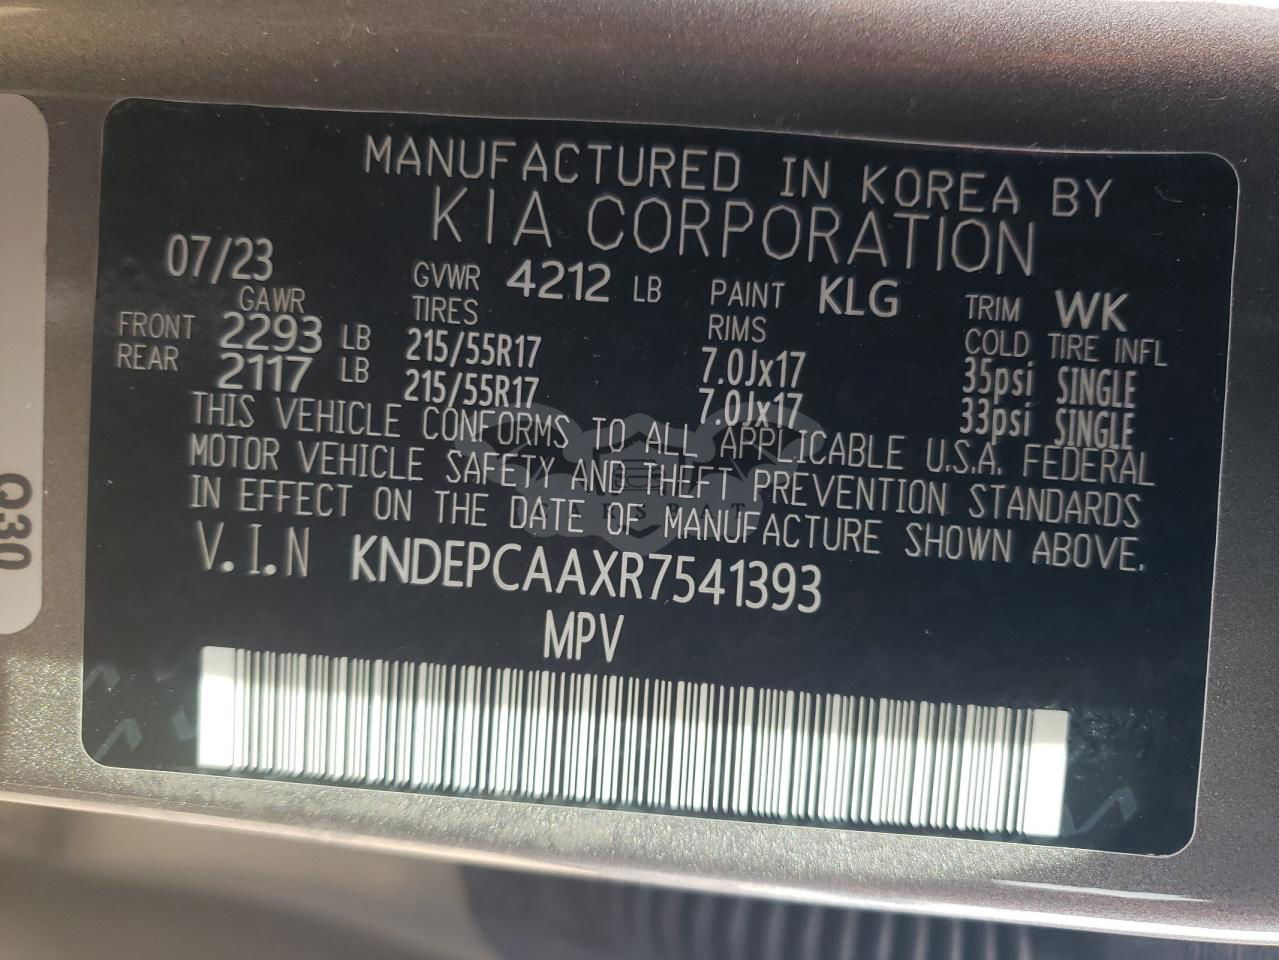 MANUFACTURED IN KOREA BY
KIA CORPORATION
07/23 GVWR 4212 LB PAINT KLG TRIM WK
GAWR TIRES RIMS COLD TIRE INFL
FRONT 2293 LB 215/55R17 7.0Jx17 35psi SINGLE
REAR 2117 LB 215/55R17 7.0Jx17 33psi SINGLE
THIS VEHICLE CONFORMS TO ALL APPLICABLE U.S.A. FEDERAL
MOTOR VEHICLE SAFETY AND THEFT PREVENTION STANDARDS
IN EFFECT ON THE DATE OF MANUFACTURE SHOWN ABOVE.
V.I.N KNDEPCAAXR7541393
MPV
Q30